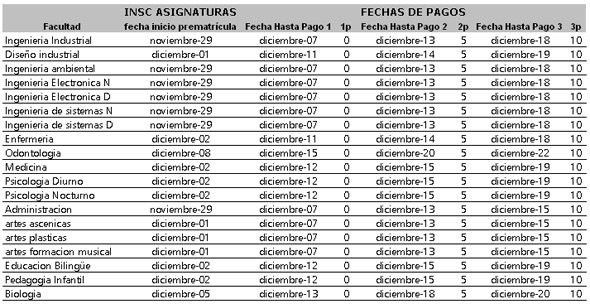 INSC ASIGNATURAS FECHAS DE PAGOS
Facultad fecha inicio prematrícula Fecha Hasta Pago 1 1p Fecha Hasta Pago 2 2p Fecha Hasta Pago 3 3p
Ingenieria Industrial noviembre-29 diciembre-07 0 diciembre-13 5 diciembre-18 10
Diseño industrial diciembre-01 diciembre-11 0 diciembre-14 5 diciembre-19 10
Ingenieria ambiental noviembre-29 diciembre-07 0 diciembre-13 5 diciembre-18 10
Ingenieria Electronica N noviembre-29 diciembre-07 0 diciembre-13 5 diciembre-18 10
Ingenieria Electronica D noviembre-29 diciembre-07 0 diciembre-13 5 diciembre-18 10
Ingenieria de sistemas N noviembre-29 diciembre-07 0 diciembre-13 5 diciembre-18 10
Ingenieria de sistemas D noviembre-29 diciembre-07 0 diciembre-13 5 diciembre-18 10
Enfermeria diciembre-02 diciembre-11 0 diciembre-14 5 diciembre-18 10
Odontologia diciembre-08 diciembre-15 0 diciembre-20 5 diciembre-22 10
Medicina diciembre-02 diciembre-12 0 diciembre-15 5 diciembre-19 10
Psicologia Diurno diciembre-02 diciembre-12 0 diciembre-15 5 diciembre-19 10
Psicologia Nocturno diciembre-02 diciembre-12 0 diciembre-15 5 diciembre-19 10
Administracion noviembre-29 diciembre-07 0 diciembre-13 5 diciembre-15 10
artes ascenicas diciembre-01 diciembre-07 0 diciembre-13 5 diciembre-15 10
artes plasticas diciembre-01 diciembre-07 0 diciembre-13 5 diciembre-15 10
artes formacion musical diciembre-01 diciembre-07 0 diciembre-13 5 diciembre-15 10
Educacion Bilingüe diciembre-02 diciembre-12 0 diciembre-15 5 diciembre-19 10
Pedagogia Infantil diciembre-02 diciembre-12 0 diciembre-15 5 diciembre-19 10
Biologia diciembre-05 diciembre-13 0 diciembre-18 5 diciembre-20 10